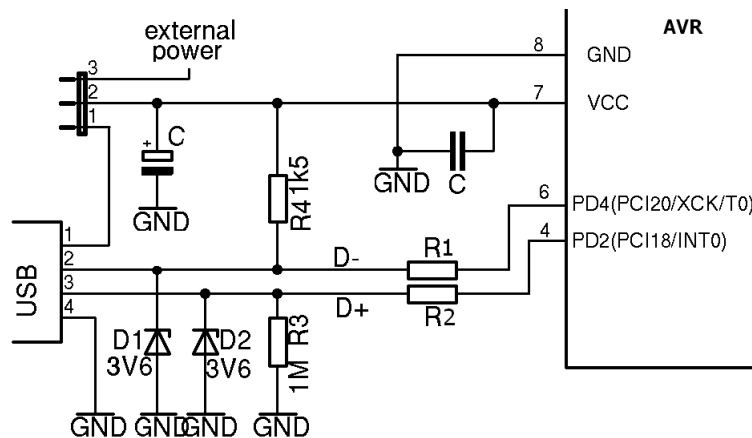 AVR
external
power
3
2
1
8
GND
7
VCC
+
C
GND
GND
C
R4 1k5
6
PD4(PCI20/XCK/T0)
4
PD2(PCI18/INT0)
USB
1
2
3
4
D-
R1
D+
R2
D1
3V6
D2
3V6
R3
1M
GND
GND
GND
GND